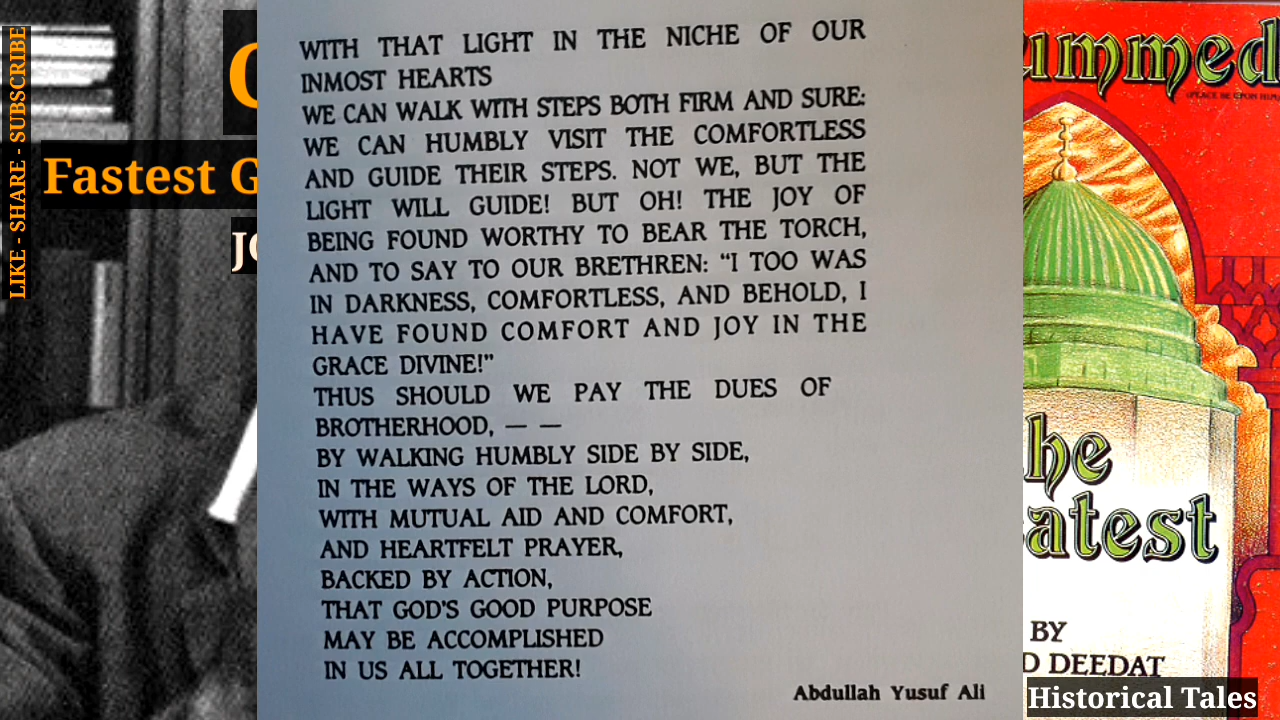 LIKE - SHARE - SUBSCRIBE
Fastest
WITH THAT LIGHT IN THE NICHE OF OUR
INMOST HEARTS
WE CAN WALK WITH STEPS BOTH FIRM AND SURE:
WE CAN HUMBLY VISIT THE COMFORTLESS
AND GUIDE THEIR STEPS. NOT WE, BUT THE
LIGHT WILL GUIDE! BUT OH! THE JOY OF
BEING FOUND WORTHY TO BEAR THE TORCH,
AND TO SAY TO OUR BRETHREN: “I TOO WAS
IN DARKNESS, COMFORTLESS, AND BEHOLD, I
HAVE FOUND COMFORT AND JOY IN THE
GRACE DIVINE!”
THUS SHOULD WE PAY THE DUES OF
BROTHERHOOD, — —
BY WALKING HUMBLY SIDE BY SIDE,
IN THE WAYS OF THE LORD,
WITH MUTUAL AID AND COMFORT,
AND HEARTFELT PRAYER,
BACKED BY ACTION,
THAT GOD'S GOOD PURPOSE
MAY BE ACCOMPLISHED
IN US ALL TOGETHER!
Abdullah Yusuf Ali
ummed
he
atest
BY
D DEEDAT
Historical Tales